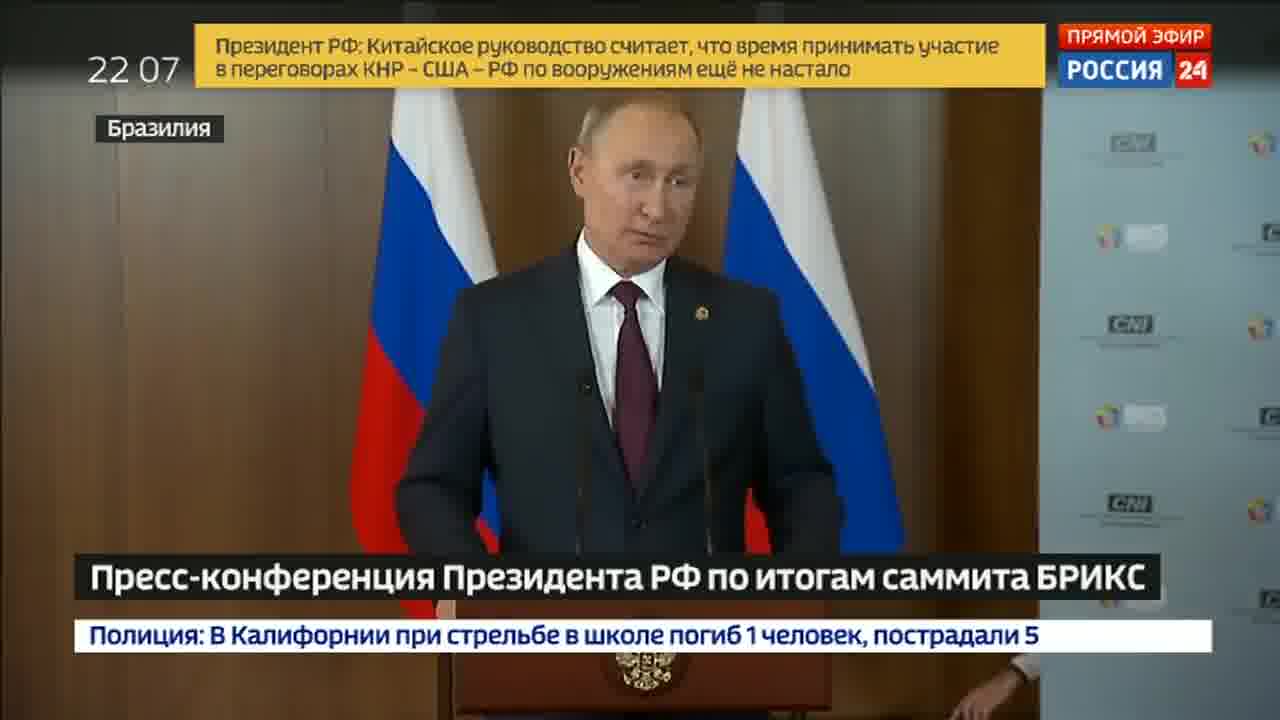 22 07
Президент РФ: Китайское руководство считает, что время принимать участие
в переговорах КНР – США – РФ по вооружениям ещё не настало
ПРЯМОЙ ЭФИР
РОССИЯ 24
Бразилия
CNI
CNI
CNI
Пресс-конференция Президента РФ по итогам саммита БРИКС
Полиция: В Калифорнии при стрельбе в школе погиб 1 человек, пострадали 5